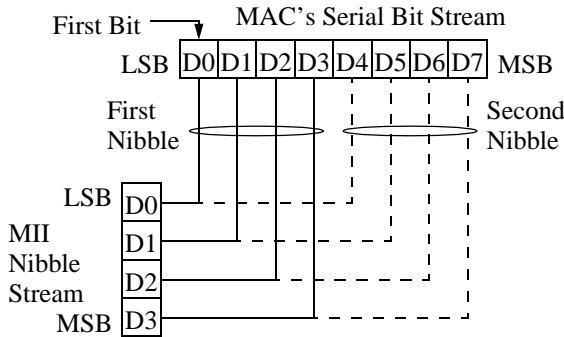 MAC's Serial Bit Stream
First Bit
LSB D0 D1 D2 D3 D4 D5 D6 D7 MSB
First
Nibble
Second
Nibble
LSB D0
MII
Nibble
Stream
D1
D2
MSB D3